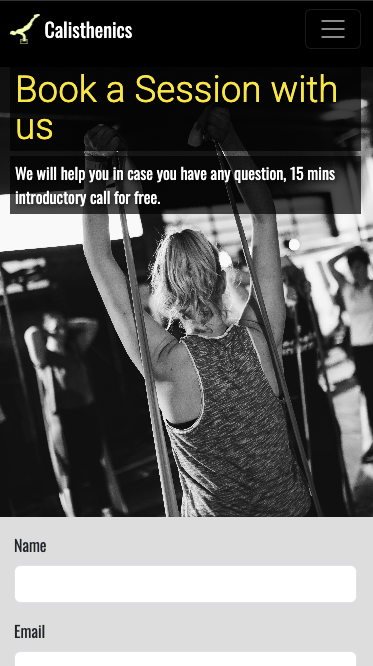 Calisthenics
Book a Session with
us
We will help you in case you have any question, 15 mins
introductory call for free.
Name
Email